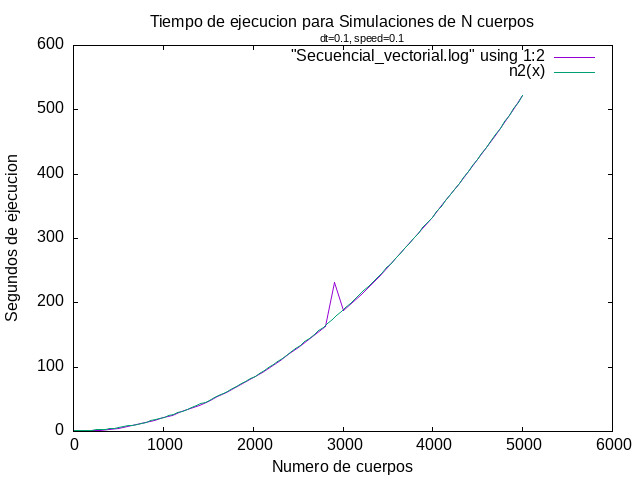 Tiempo de ejecucion para Simulaciones de N cuerpos
dt=0.1, speed=0.1
"Secuencial_vectorial.log" using 1:2
n2(x)
600
500
400
300
200
100
0
Segundos de ejecucion
0 1000 2000 3000 4000 5000 6000
Numero de cuerpos